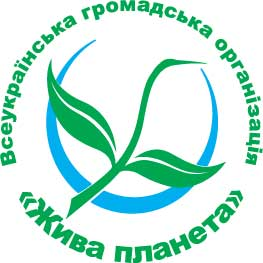 Всеукраїнська громадська організація
«Жива планета»